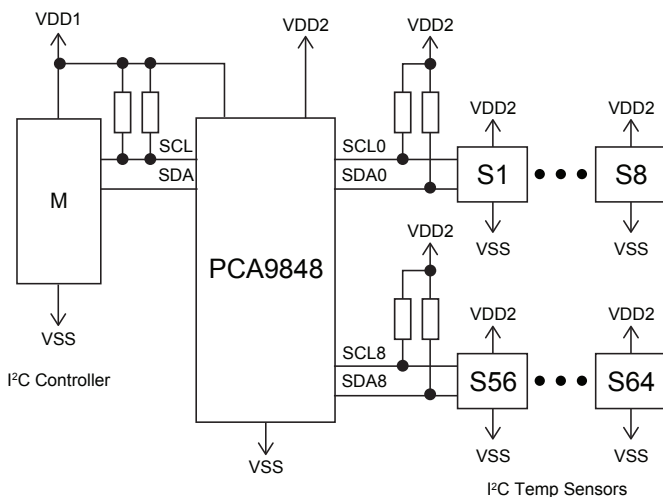 VDD1
VDD2
VDD2
VDD2
VDD2
SCL
SCL0
SDA
SDA0
M
S1
S8
VSS
VSS
PCA9848
VDD2
VDD2
VDD2
VSS
SCL8
SDA8
S56
S64
I²C Controller
VSS
VSS
VSS
I²C Temp Sensors